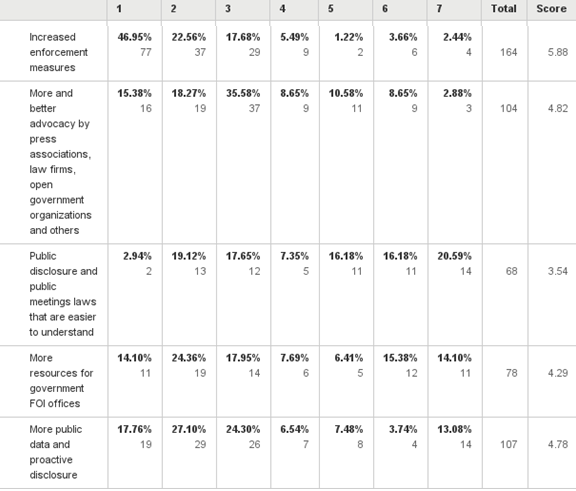 1 2 3 4 5 6 7 Total Score
Increased 46.95% 22.56% 17.68% 5.49% 1.22% 3.66% 2.44%
enforcement 77 37 29 9 2 6 4 164 5.88
measures
More and 15.38% 18.27% 35.58% 8.65% 10.58% 8.65% 2.88%
better 16 19 37 9 11 9 3 104 4.82
advocacy by
press
associations,
law firms,
open
government
organizations
and others
Public 2.94% 19.12% 17.65% 7.35% 16.18% 16.18% 20.59%
disclosure and 2 13 12 5 11 11 14 68 3.54
public
meetings laws
that are easier
to understand
More 14.10% 24.36% 17.95% 7.69% 6.41% 15.38% 14.10%
resources for 11 19 14 6 5 12 11 78 4.29
government
FOI offices
More public 17.76% 27.10% 24.30% 6.54% 7.48% 3.74% 13.08%
data and 19 29 26 7 8 4 14 107 4.78
proactive
disclosure